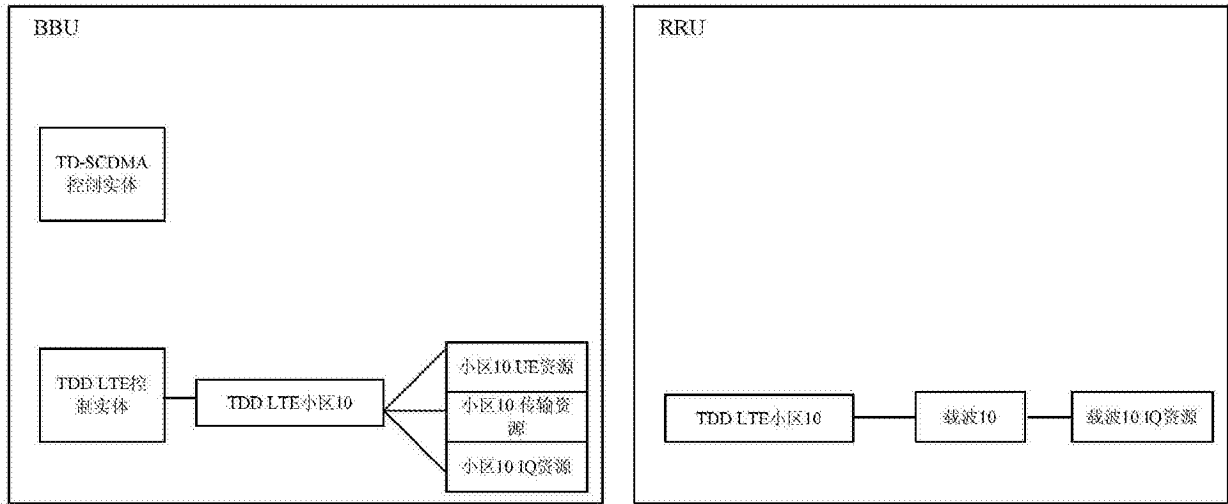 BBU
TD-SCDMA
控制实体
TDD LTE控
制实体
TDD LTE小区10
小区10 UE资源
小区10 传输资
源
小区10 IQ资源
RRU
TDD LTE小区10
载波10
载波10 IQ资源